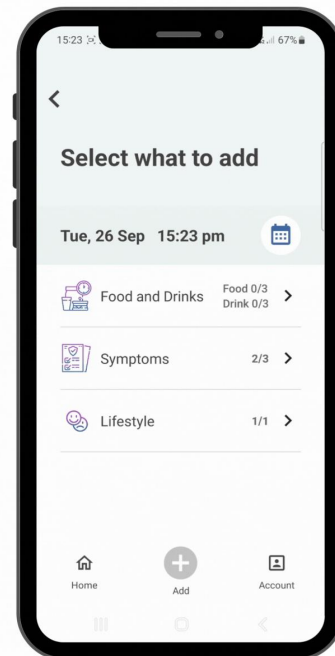 15:23
67%
Select what to add
Tue, 26 Sep 15:23 pm
Food and Drinks
Food 0/3
Drink 0/3
Symptoms 2/3
Lifestyle 1/1
Home
Add
Account